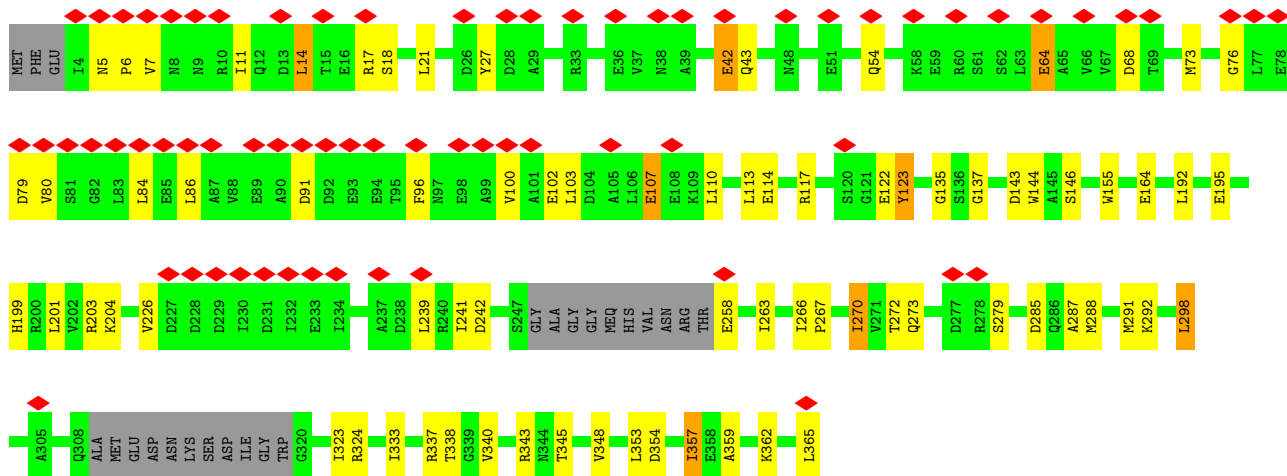 MET PHE GLU I4 N5 P6 V7 N8 N9 R10 I11 Q12 D13 L14 T15 E16 R17 S18 L21 D26 Y27 D28 A29 R33 E36 V37 N38 A39 E42 Q43 N48 E51 Q54 K58 E59 R60 S61 S62 L63 E64 A65 V66 V67 D68 T69 M73 G76 L77 E78
D79 V80 S81 G82 L83 L84 E85 L86 A87 V88 E89 A90 D91 D92 E93 E94 T95 F96 N97 E98 A99 V100 A101 E102 L103 D104 A105 L106 E107 E108 K109 L110 L113 E114 R117 S120 G121 E122 Y123 G135 S136 G137 D143 W144 A145 S146 W155 E164 L192 E195
H199 R200 L201 V202 R203 K204 V226 D227 D228 D229 I230 D231 I232 E233 I234 A237 D238 L239 R240 I241 D242 S247 GLY ALA GLY GLY MEQ HIS VAL ASN ARG THR E258 I263 I266 P267 I270 V271 T272 Q273 D277 R278 S279 D285 Q286 A287 M288 M291 K292 L298
A305 Q308 ALA MET GLU ASP ASN LYS SER ASP ILE GLY TRP G320 I323 R324 I333 R337 T338 G339 V340 R343 N344 T345 V348 L353 D354 I357 E358 A359 K362 L365